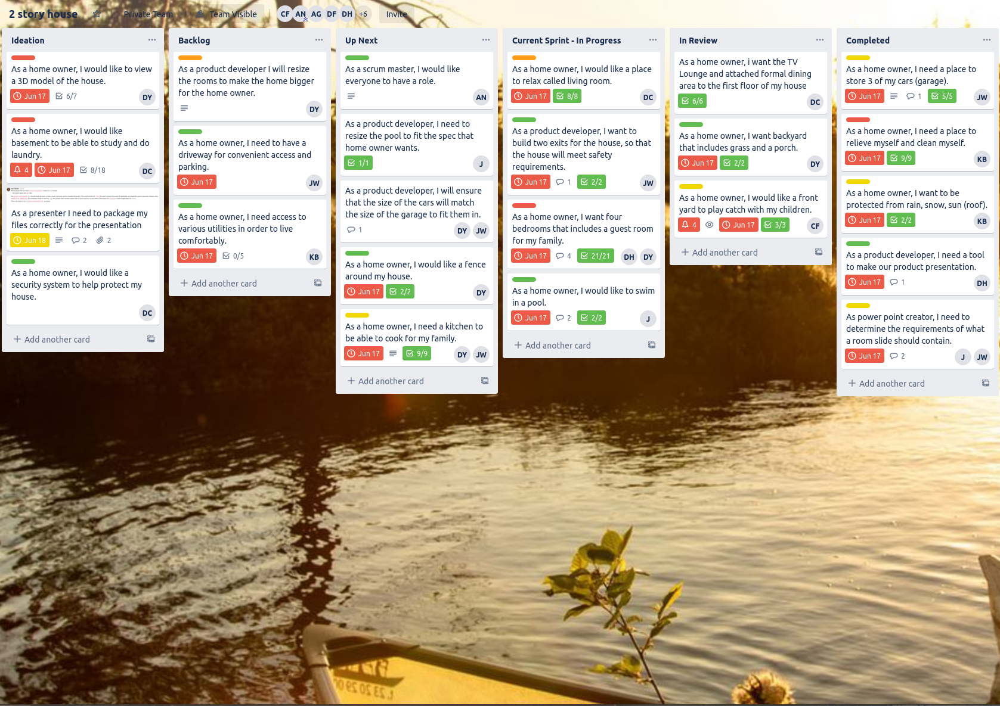 2 story house
Private Team
Team Visible
CF AN AG DF DH +6
Invite
Ideation
As a home owner, I would like to view
a 3D model of the house.
Jun 17 6/7 DY
As a home owner, I would like
basement to be able to study and do
laundry.
4 Jun 17 8/18 DC
As a presenter I need to package my
files correctly for the presentation
Jun 18 2 2
As a home owner, I would like a
security system to help protect my
house.
DC
Add another card
Backlog
As a product developer I will resize
the rooms to make the home bigger
for the home owner.
DY
As a home owner, I need to have a
driveway for convenient access and
parking.
Jun 17 JW
As a home owner, I need access to
various utilities in order to live
comfortably.
Jun 17 0/5 KB
Add another card
Up Next
As a scrum master, I would like
everyone to have a role.
AN
As a product developer, I need to
resize the pool to fit the spec that
home owner wants.
1/1 J
As a product developer, I will ensure
that the size of the cars will match
the size of the garage to fit them in.
1 DY JW
As a home owner, I would like a fence
around my house.
Jun 17 2/2 DY
As a home owner, I need a kitchen to
be able to cook for my family.
Jun 17 9/9 DY JW
Add another card
Current Sprint - In Progress
As a home owner, I would like a place
to relax called living room.
Jun 17 8/8 DC
As a product developer, I want to
build two exits for the house, so that
the house will meet safety
requirements.
Jun 17 1 2/2 JW
As a home owner, I want four
bedrooms that includes a guest room
for my family.
Jun 17 4 21/21 DH DY
As a home owner, I would like to swim
in a pool.
Jun 17 2 2/2 J
Add another card
In Review
As a home owner, i want the TV
Lounge and attached formal dining
area to the first floor of my house
6/6 DC
As a home owner, I want backyard
that includes grass and a porch.
Jun 17 2/2 DY
As a home owner, I would like a front
yard to play catch with my children.
4 Jun 17 3/3 CF
Add another card
Completed
As a home owner, I need a place to
store 3 of my cars (garage).
Jun 17 1 5/5 JW
As a home owner, I need a place to
relieve myself and clean myself.
Jun 17 9/9 KB
As a home owner, I want to be
protected from rain, snow, sun (roof).
Jun 17 2/2 KB
As a product developer, I need a tool
to make our product presentation.
Jun 17 1 DH
As power point creator, I need to
determine the requirements of what
a room slide should contain.
Jun 17 2 J JW
Add another card